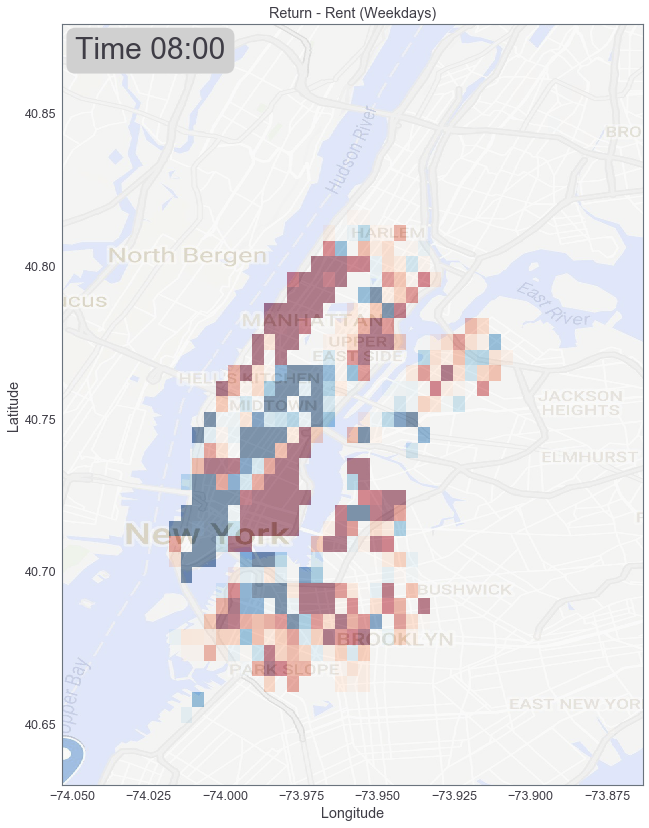 Return - Rent (Weekdays)
Time 08:00
40.85
Hudson River
BRO
HARLEM
40.80
North Bergen
East River
cus
MANHATTAN
UPPER
EAST SIDE
HELL'S KITCHEN
JACKSON
HEIGHTS
MIDTOWN
40.75
ELMHURST
New York
40.70
BUSHWICK
BROOKLYN
PARK SLOPE
Upper Bay
EAST NEW YOR
40.65
−74.050
−74.025
−74.000
−73.975
−73.950
−73.925
−73.900
−73.875
Longitude
Latitude